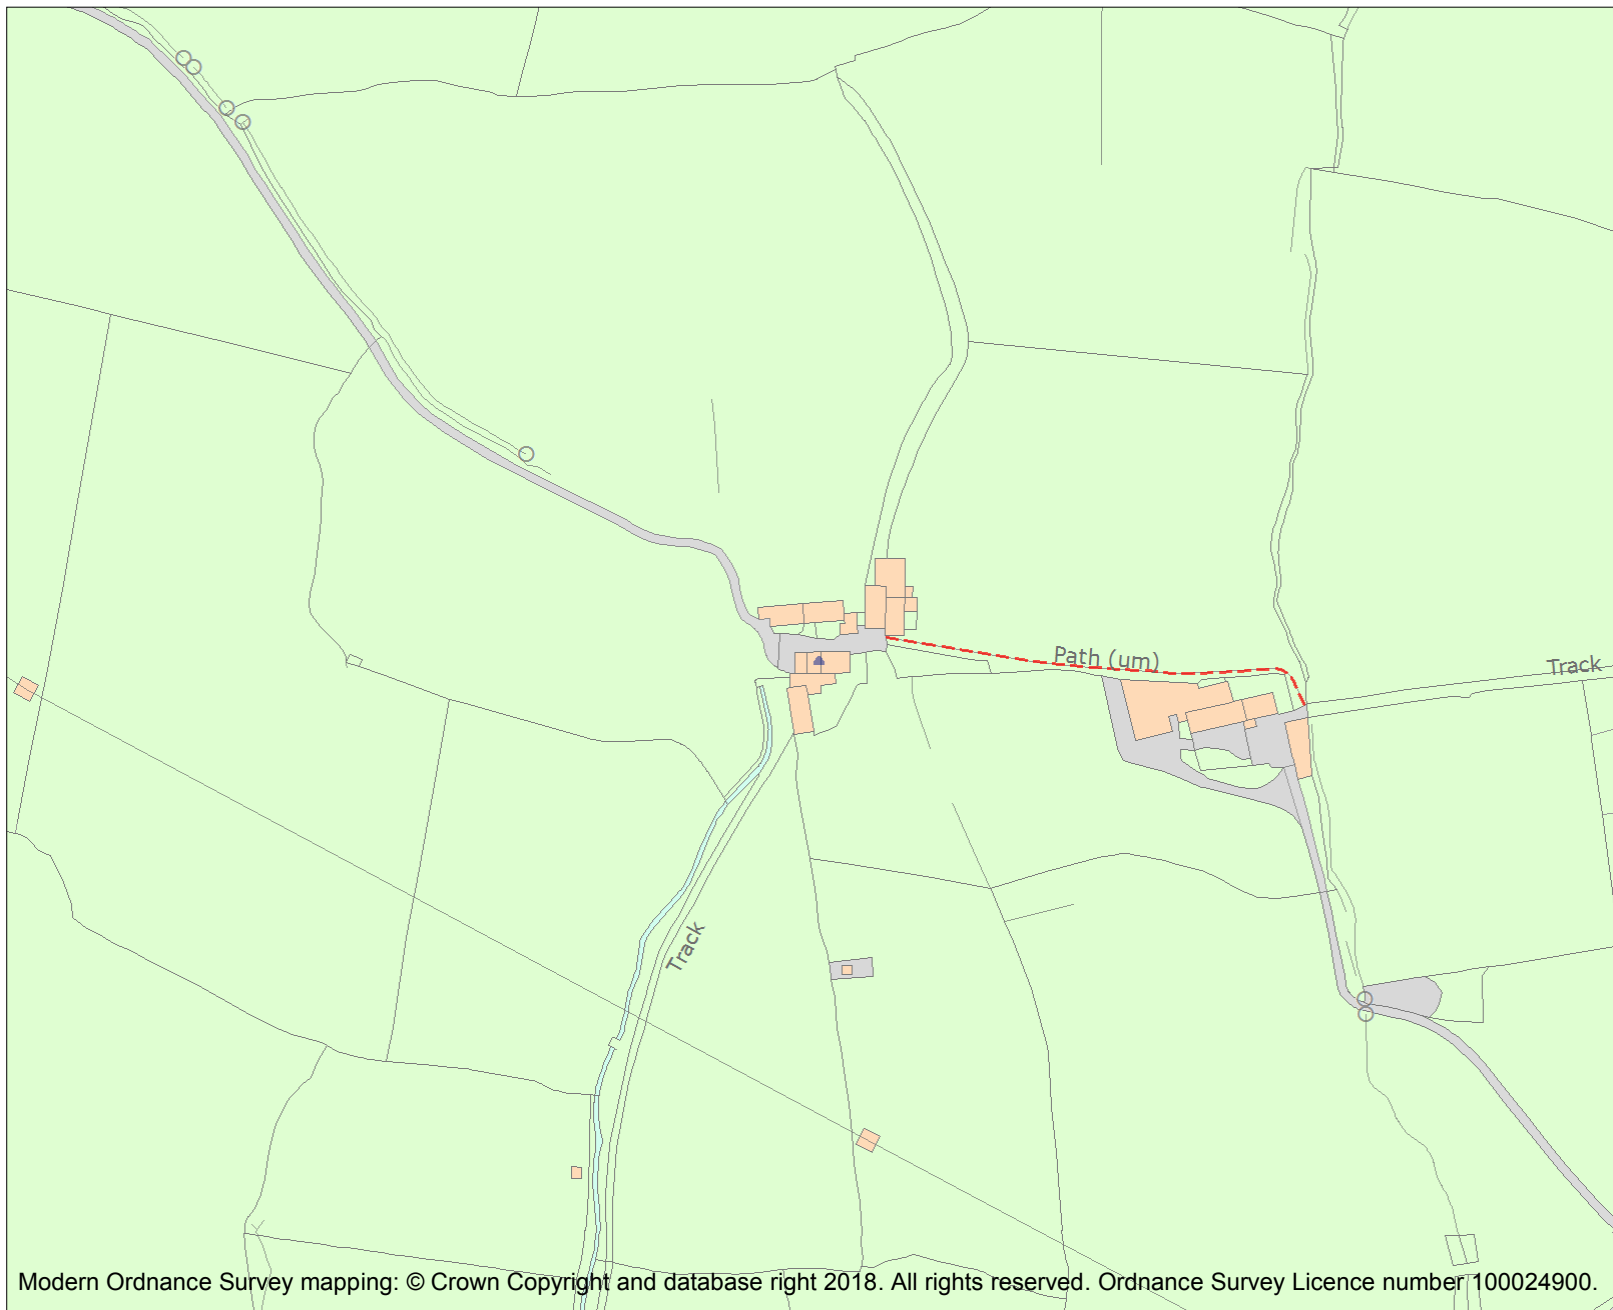 Path (um)
Track
Track
Modern Ordnance Survey mapping: © Crown Copyright and database right 2018. All rights reserved. Ordnance Survey Licence number 100024900.